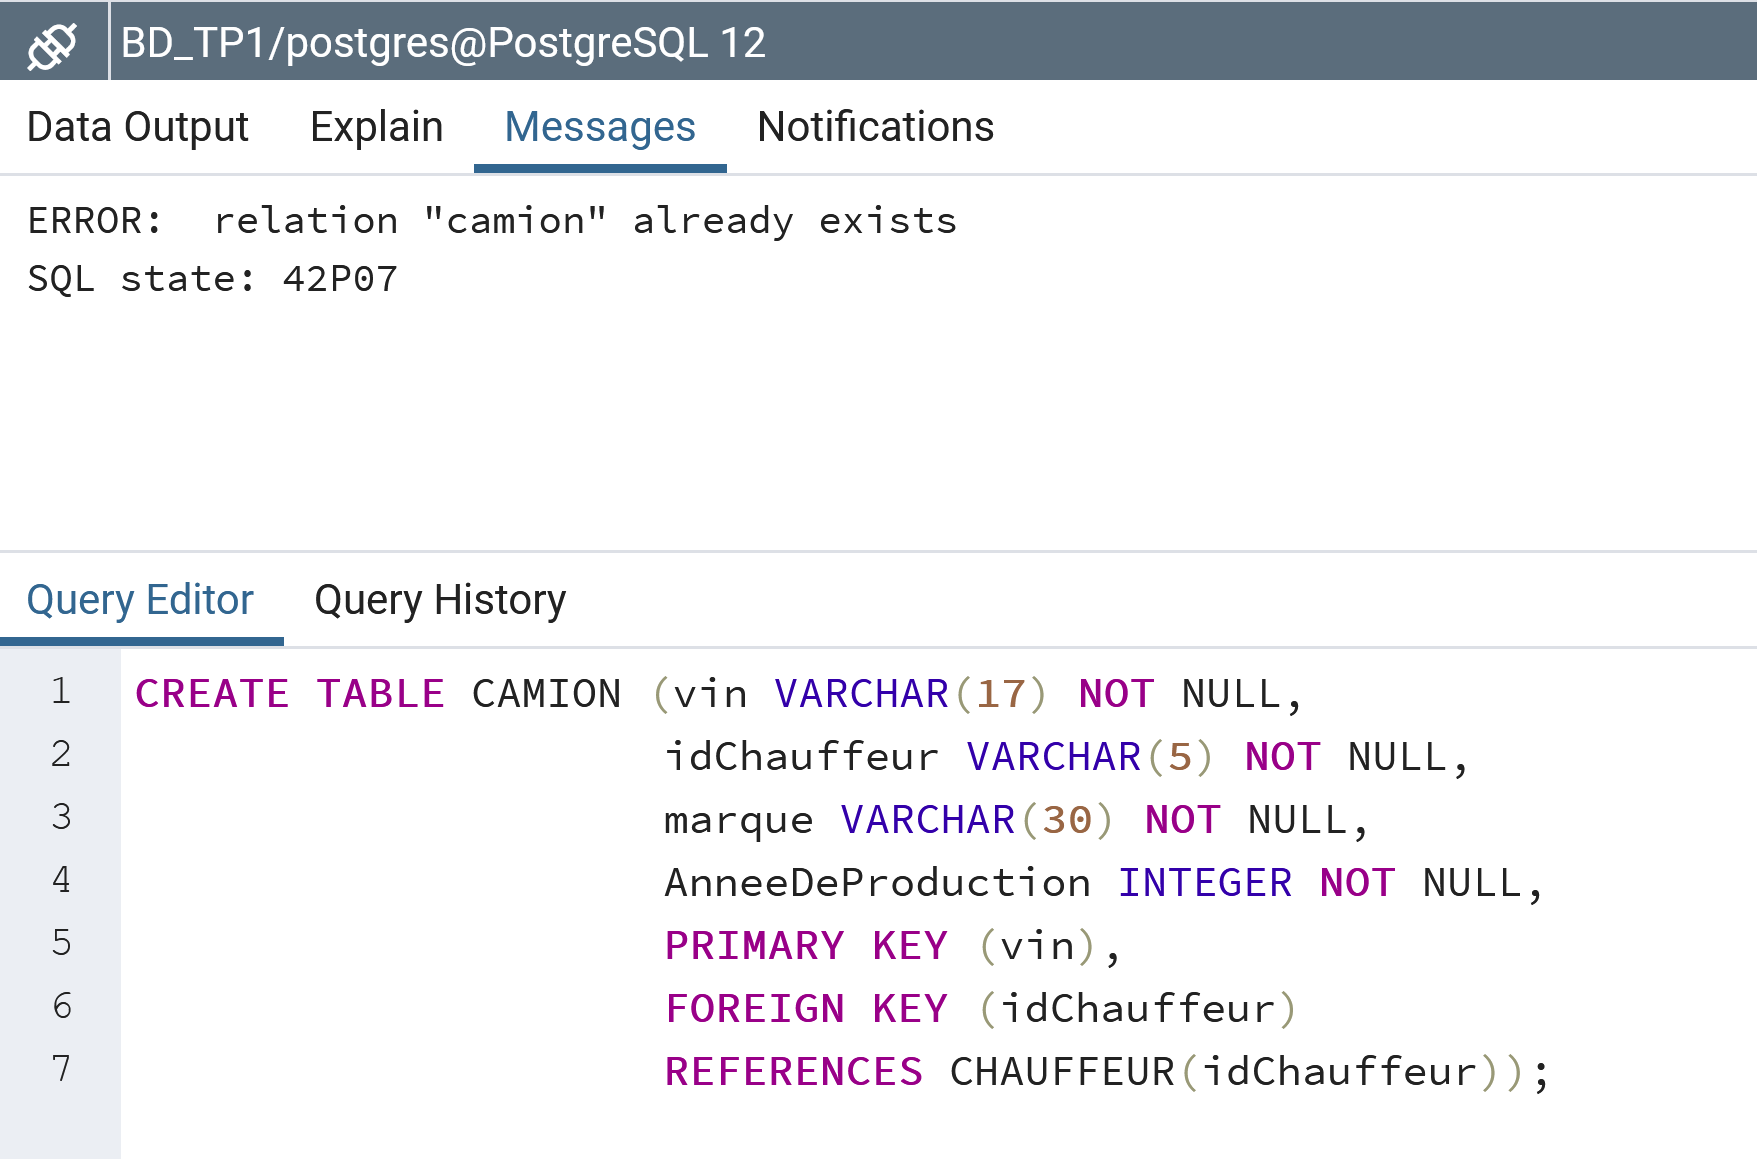 BD_TP1/postgres@PostgreSQL 12
Data Output Explain Messages Notifications
ERROR:  relation "camion" already exists
SQL state: 42P07
Query Editor Query History
1 CREATE TABLE CAMION (vin VARCHAR(17) NOT NULL,
2 idChauffeur VARCHAR(5) NOT NULL,
3 marque VARCHAR(30) NOT NULL,
4 AnneeDeProduction INTEGER NOT NULL,
5 PRIMARY KEY (vin),
6 FOREIGN KEY (idChauffeur)
7 REFERENCES CHAUFFEUR(idChauffeur));